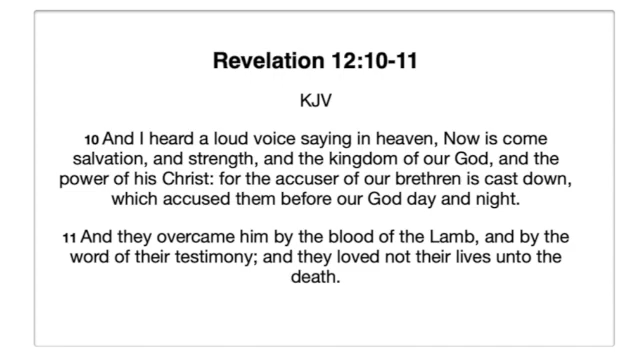 Revelation 12:10-11
KJV
10 And I heard a loud voice saying in heaven, Now is come
salvation, and strength, and the kingdom of our God, and the
power of his Christ: for the accuser of our brethren is cast down,
which accused them before our God day and night.
11 And they overcame him by the blood of the Lamb, and by the
word of their testimony; and they loved not their lives unto the
death.